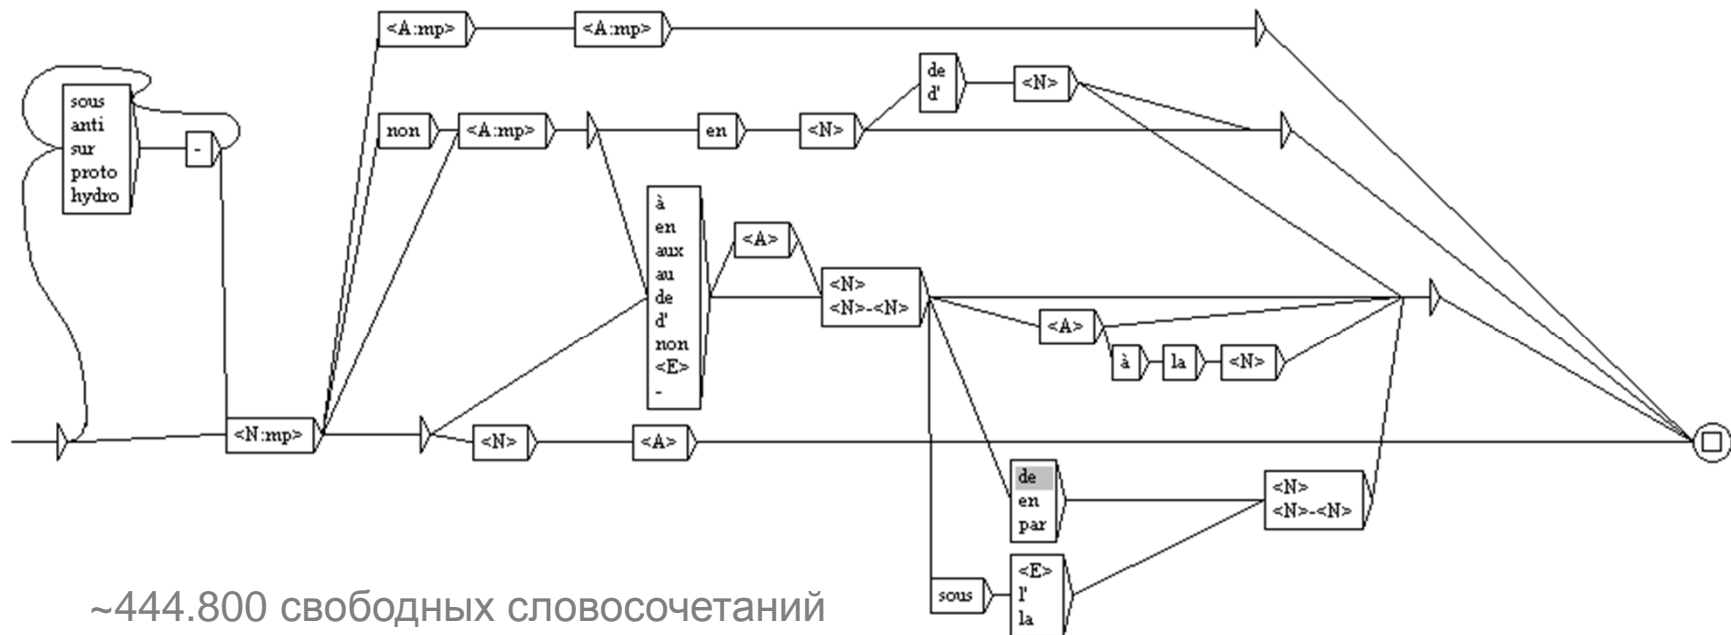 <A:mp> <A:mp>
de
d'
<N>
sous
anti
sur
proto
hydro
-
non <A:mp> en <N>
à
en
aux
au
de
d'
non
<E>
-
<A>
<N>
<N>-<N>
<A>
à la <N>
<N:mp> <N> <A>
de
en
par
<N>
<N>-<N>
sous
<E>
l'
la
~444.800 свободных словосочетаний